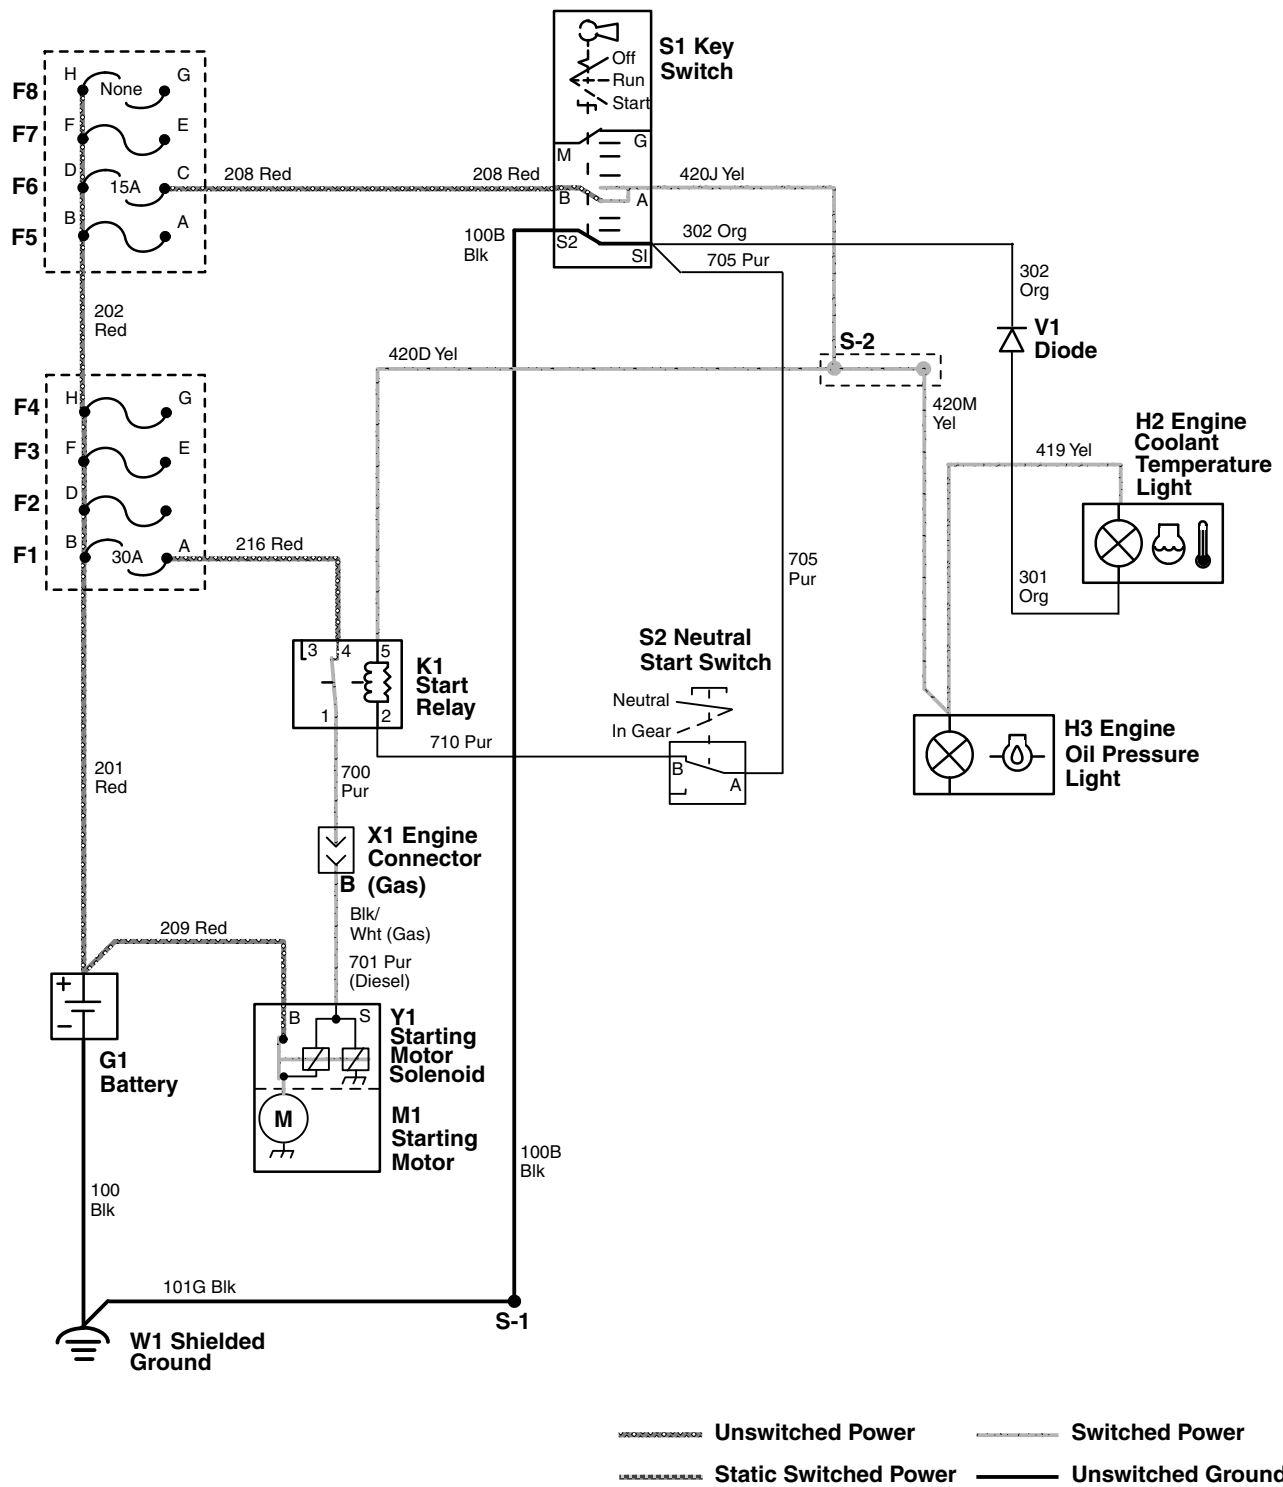 S1 Key
Switch
Off
Run
Start
M
G
B
A
S2
SI
F8
H
None
G
F7
F
E
F6
D
15A
C
F5
B
A
208 Red
208 Red
420J Yel
100B
Blk
302 Org
705 Pur
302
Org
V1
Diode
202
Red
S-2
420D Yel
420M
Yel
F4
H
G
F3
F
E
F2
D
F1
B
30A
A
216 Red
H2 Engine
Coolant
Temperature
Light
419 Yel
705
Pur
301
Org
3
4
5
1
2
K1
Start
Relay
S2 Neutral
Start Switch
Neutral
In Gear
B
A
710 Pur
H3 Engine
Oil Pressure
Light
201
Red
700
Pur
X1 Engine
Connector
B (Gas)
Blk/
Wht (Gas)
701 Pur
(Diesel)
209 Red
+
−
G1
Battery
B
S
Y1
Starting
Motor
Solenoid
M
M1
Starting
Motor
100B
Blk
100
Blk
101G Blk
S-1
W1 Shielded
Ground
Unswitched Power
Switched Power
Static Switched Power
Unswitched Ground